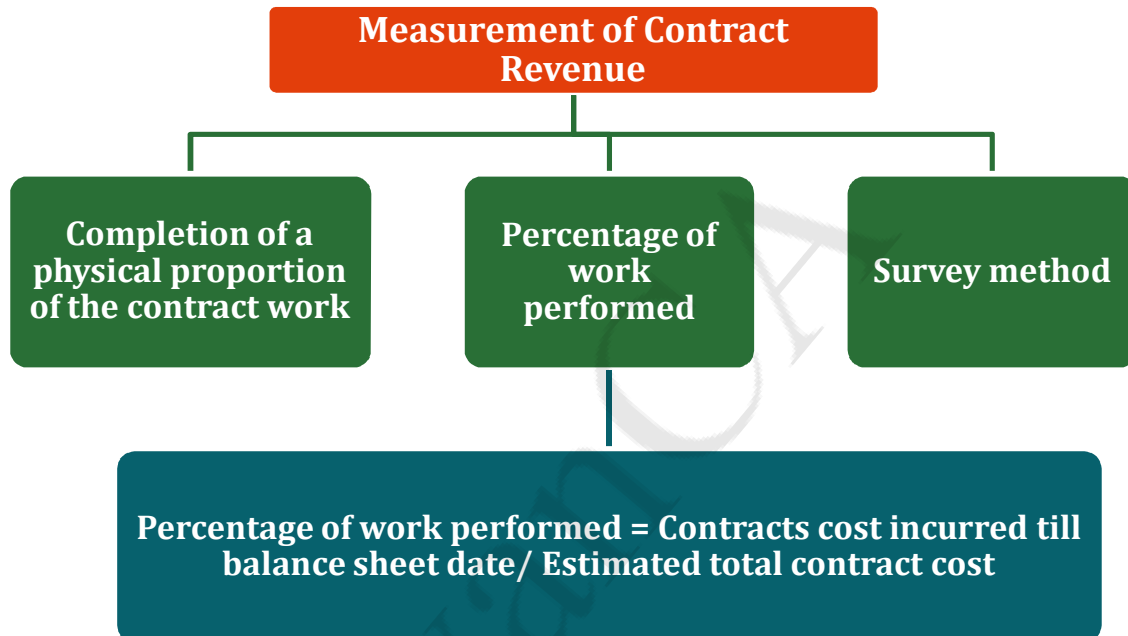 Measurement of Contract
Revenue
Completion of a
physical proportion
of the contract work
Percentage of
work
performed
Survey method
Percentage of work performed = Contracts cost incurred till
balance sheet date/ Estimated total contract cost